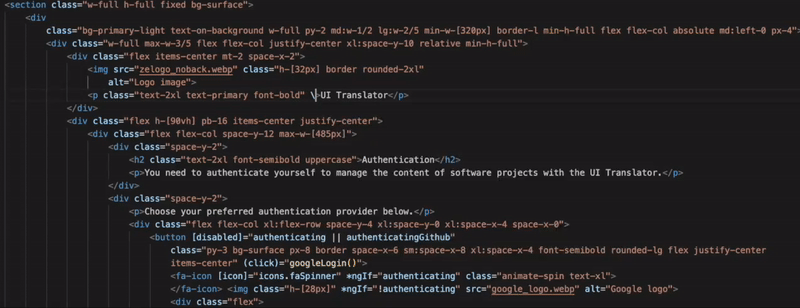 <section class="w-full h-full fixed bg-surface">
<div
class="bg-primary-light text-on-background w-full py-2 md:w-1/2 lg:w-2/5 min-w-[320px] border-l min-h-full flex flex-col absolute md:left-0 px-4">
<div class="w-full max-w-3/5 flex flex-col justify-center xl:space-y-10 relative min-h-full">
<div class="flex items-center mt-2 space-x-2">
<img src="zelogo_noback.webp" class="h-[32px] border rounded-2xl"
alt="Logo image">
<p class="text-2xl text-primary font-bold" \>UI Translator</p>
</div>
<div class="flex h-[90vh] pb-16 items-center justify-center">
<div class="flex flex-col space-y-12 max-w-[485px]">
<div class="space-y-2">
<h2 class="text-2xl font-semibold uppercase">Authentication</h2>
<p>You need to authenticate yourself to manage the content of software projects with the UI Translator.</p>
</div>
<div class="space-y-2">
<p>Choose your preferred authentication provider below.</p>
<div class="flex flex-col xl:flex-row space-y-4 xl:space-y-0 xl:space-x-4 space-x-0">
<button [disabled]="authenticating || authenticatingGithub"
class="py-3 bg-surface px-8 border space-x-6 sm:space-x-8 xl:space-x-4 font-semibold rounded-lg flex justify-center
items-center" (click)="googleLogin()">
<fa-icon [icon]="icons.faSpinner" *ngIf="authenticating" class="animate-spin text-xl">
</fa-icon> <img class="h-[28px]" *ngIf="!authenticating" src="google_logo.webp" alt="Google logo">
<div class="flex">